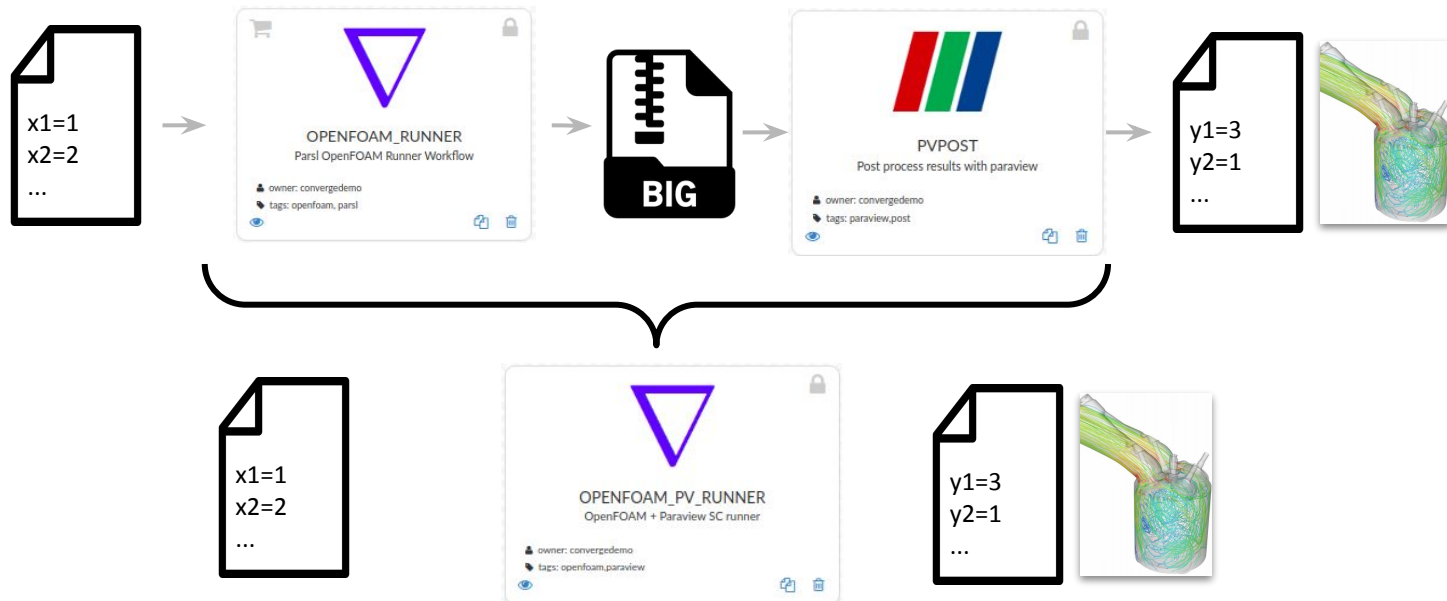 x1=1
x2=2
...
OPENFOAM_RUNNER
Parsl OpenFOAM Runner Workflow
owner: convergedemo
tags: openfoam, parsl
BIG
PVPOST
Post process results with paraview
owner: convergedemo
tags: paraview,post
y1=3
y2=1
...
x1=1
x2=2
...
OPENFOAM_PV_RUNNER
OpenFOAM + Paraview SC runner
owner: convergedemo
tags: openfoam,paraview
y1=3
y2=1
...